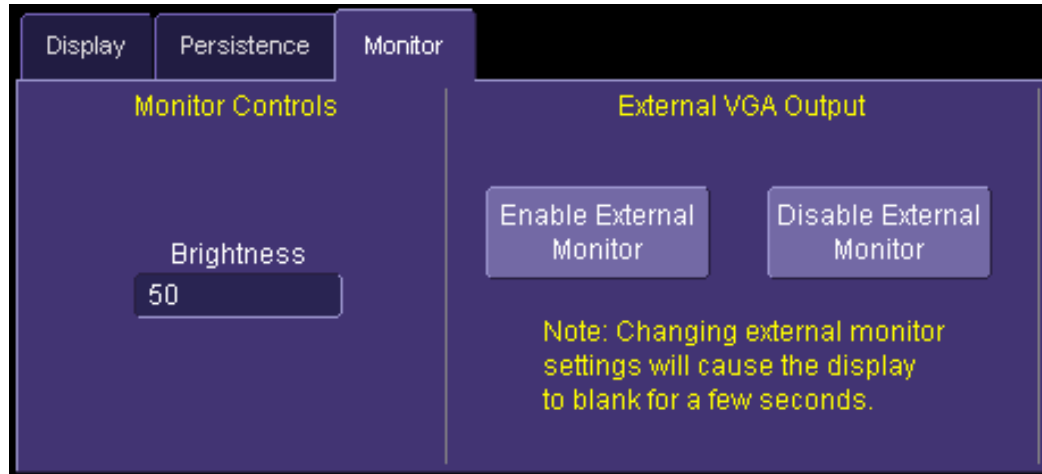 Display Persistence Monitor
Monitor Controls
External VGA Output
Brightness
50
Enable External
Monitor
Disable External
Monitor
Note: Changing external monitor
settings will cause the display
to blank for a few seconds.